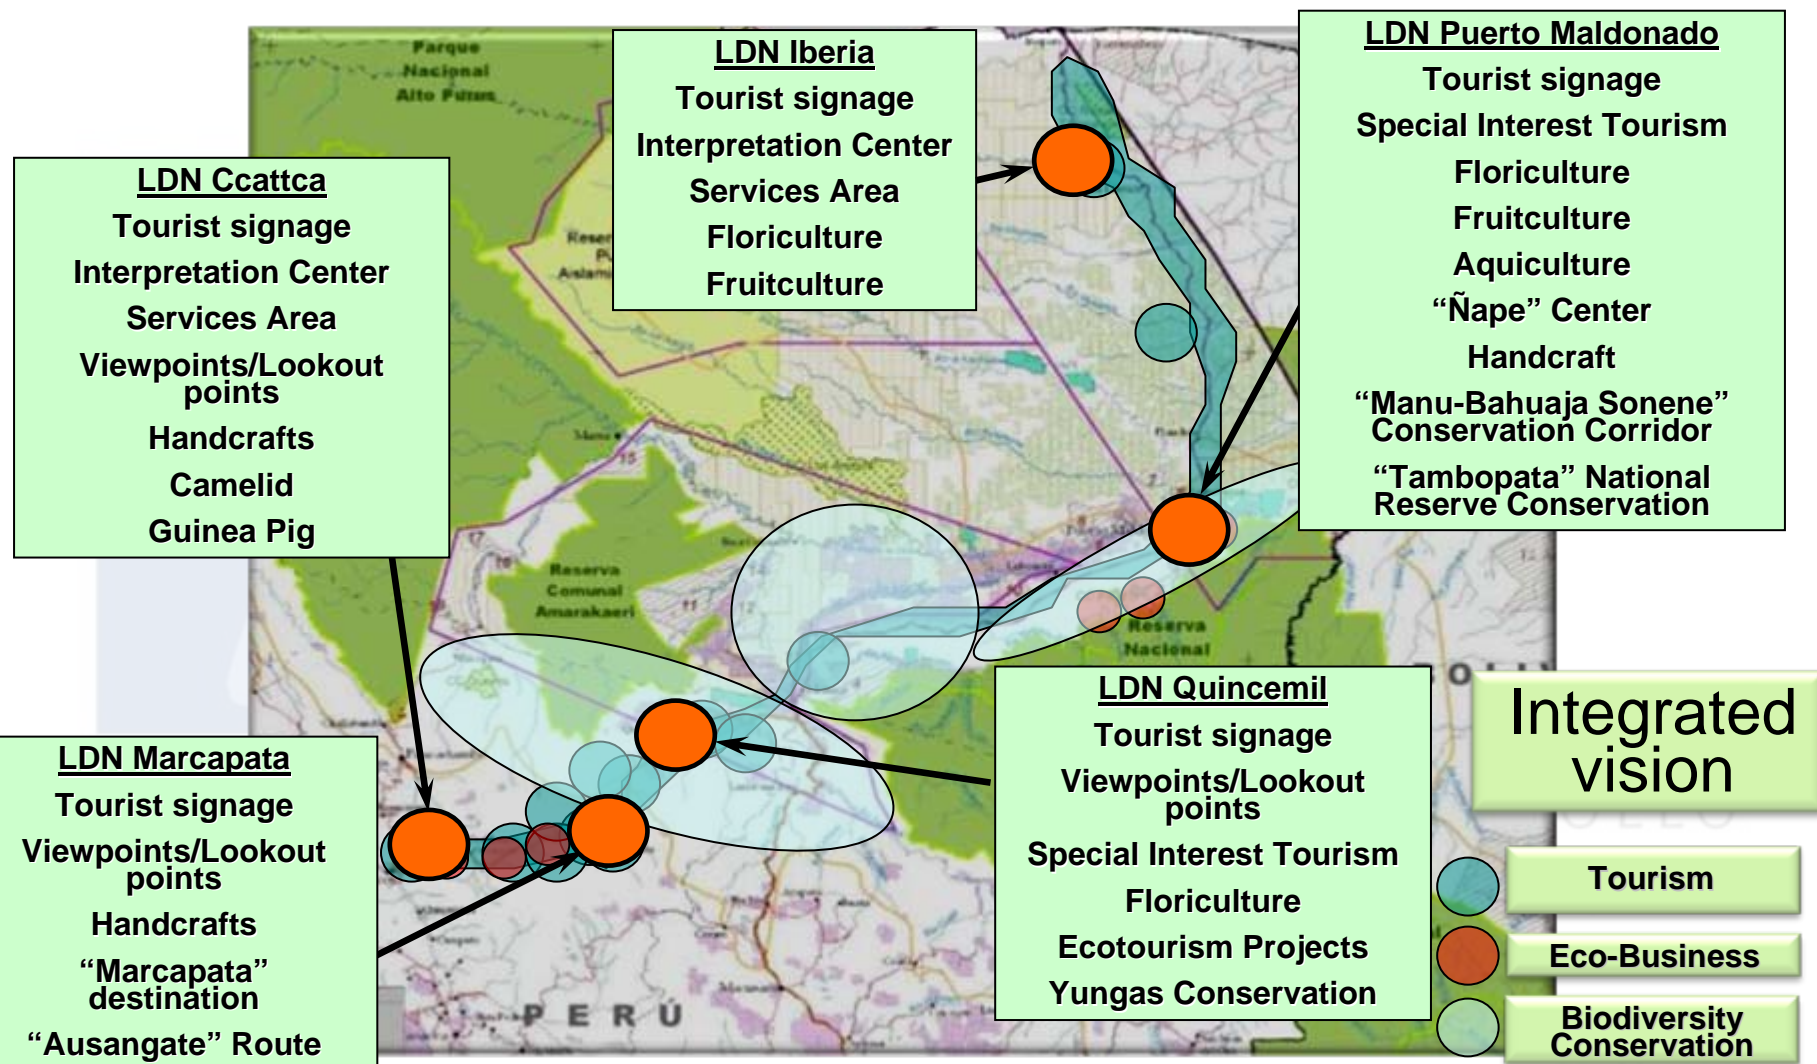 Parque
Nacional
Alto Purus
LDN Iberia
Tourist signage
Interpretation Center
Services Area
Floriculture
Fruitculture
LDN Puerto Maldonado
Tourist signage
Special Interest Tourism
Floriculture
Fruitculture
Aquiculture
“Ñape” Center
Handcraft
“Manu-Bahuaja Sonene”
Conservation Corridor
“Tambopata” National
Reserve Conservation
LDN Ccattca
Tourist signage
Interpretation Center
Services Area
Viewpoints/Lookout
points
Handcrafts
Camelid
Guinea Pig
Reserva
Comunal
Amarakaeri
Reserva
Nacional
LDN Quincemil
Tourist signage
Viewpoints/Lookout
points
Special Interest Tourism
Floriculture
Ecotourism Projects
Yungas Conservation
LDN Marcapata
Tourist signage
Viewpoints/Lookout
points
Handcrafts
“Marcapata”
destination
“Ausangate” Route
PERÚ
Integrated
vision
Tourism
Eco-Business
Biodiversity
Conservation